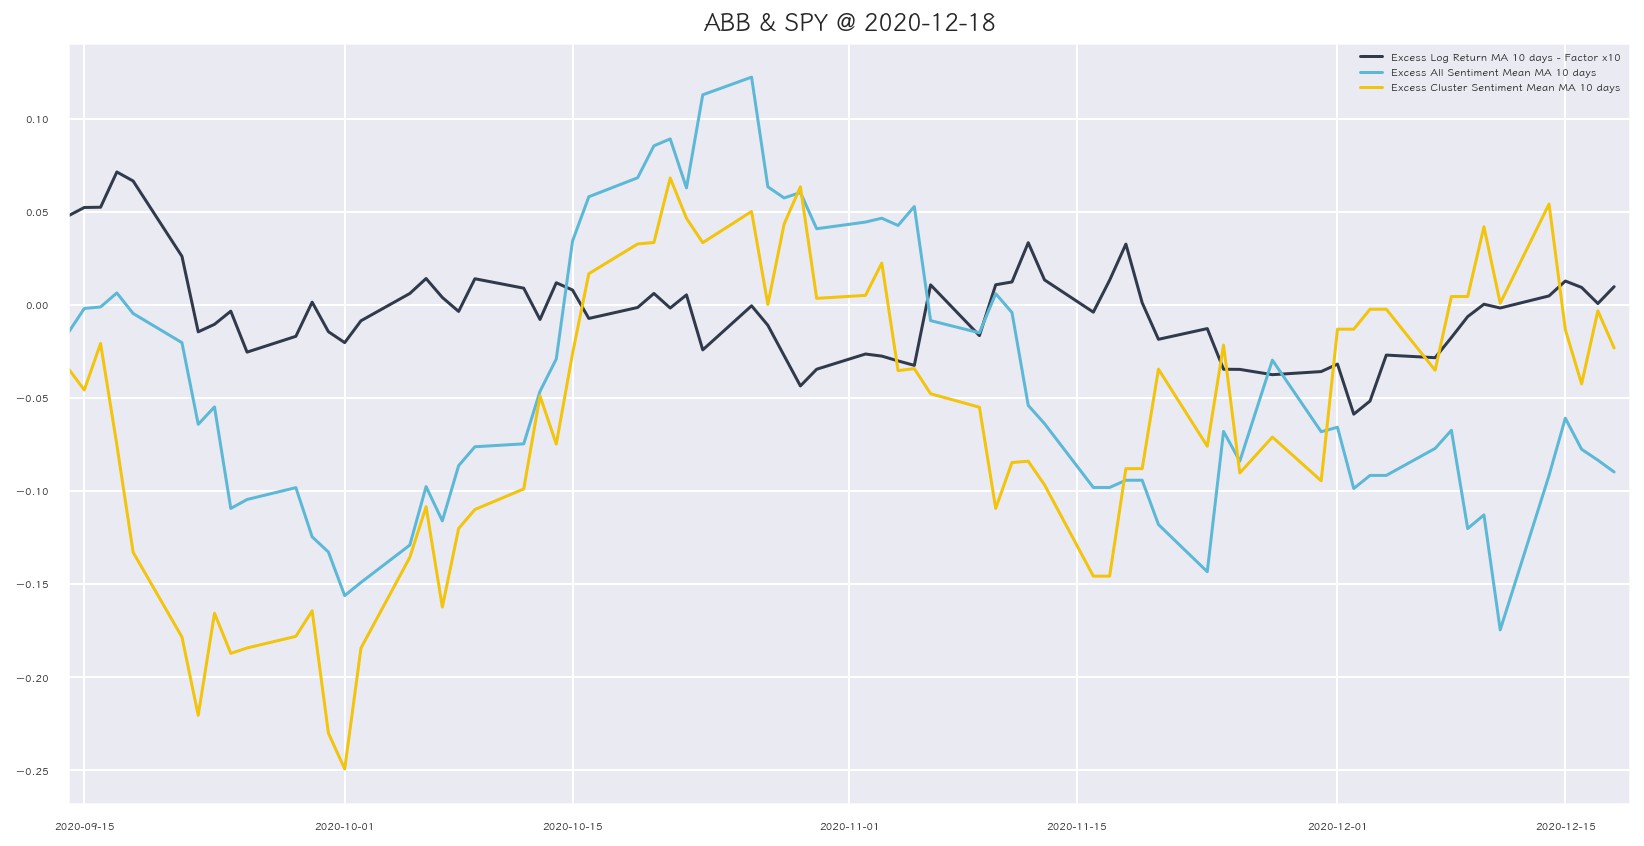 ABB & SPY @ 2020-12-18
Excess Log Return MA 10 days - Factor x10
Excess All Sentiment Mean MA 10 days
Excess Cluster Sentiment Mean MA 10 days
0.10
0.05
0.00
−0.05
−0.10
−0.15
−0.20
−0.25
2020-09-15 2020-10-01 2020-10-15 2020-11-01 2020-11-15 2020-12-01 2020-12-15